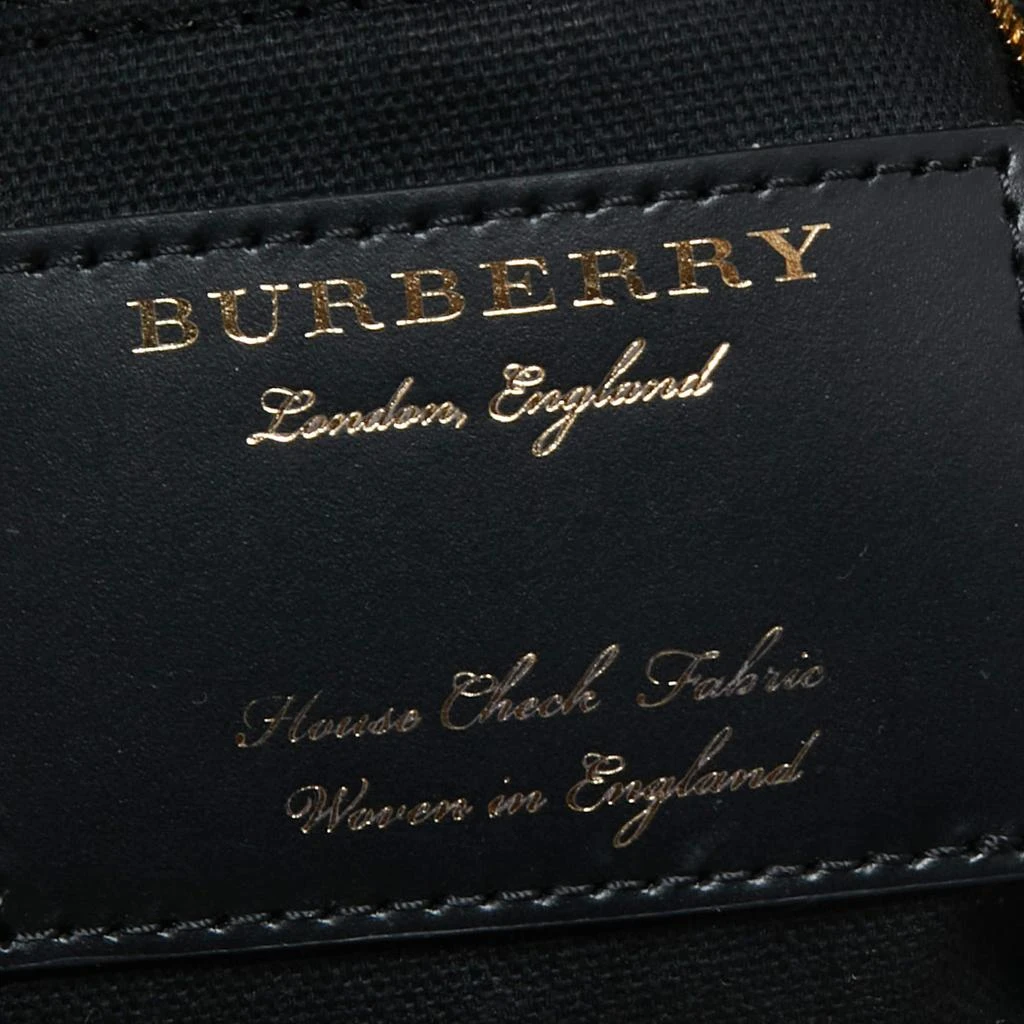 BURBERRY
London, England
House Check Fabric
Woven in England